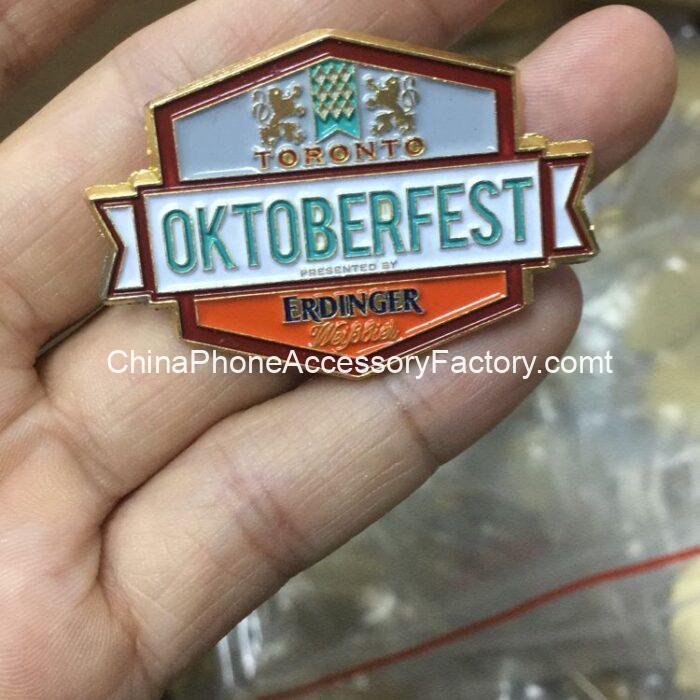 TORONTO
OKTOBERFEST
PRESENTED BY
ERDINGER
Weißbier
ChinaPhoneAccessoryFactory.comt